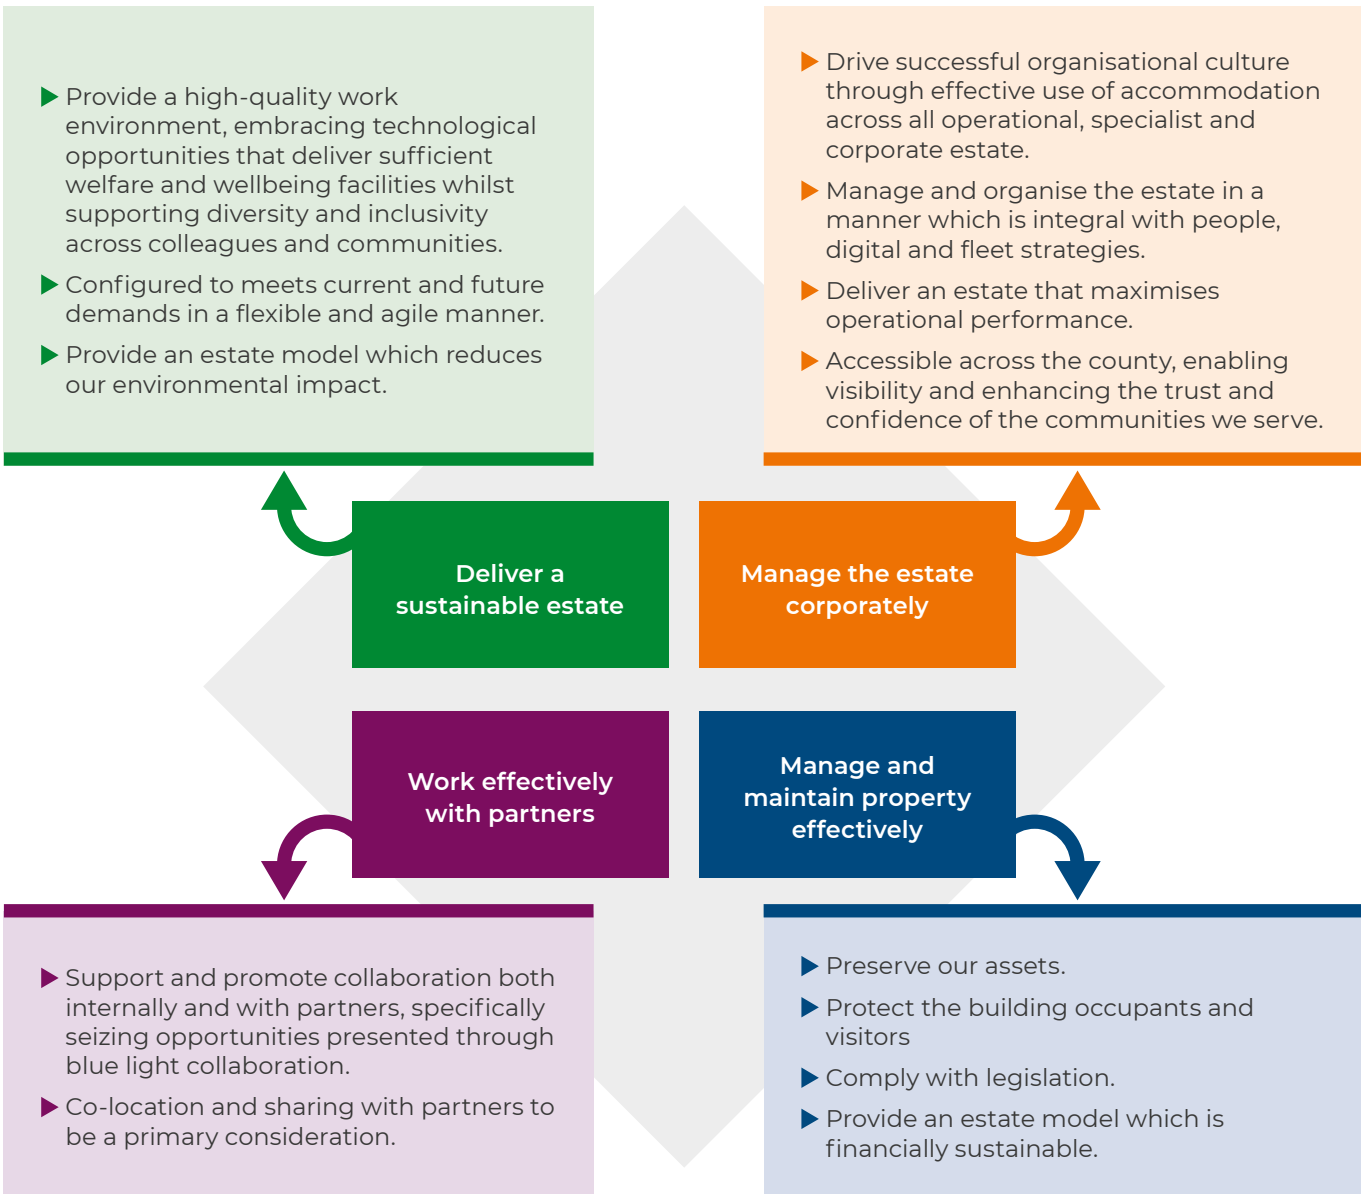 Provide a high-quality work
environment, embracing technological
opportunities that deliver sufficient
welfare and wellbeing facilities whilst
supporting diversity and inclusivity
across colleagues and communities.
Configured to meets current and future
demands in a flexible and agile manner.
Provide an estate model which reduces
our environmental impact.
Drive successful organisational culture
through effective use of accommodation
across all operational, specialist and
corporate estate.
Manage and organise the estate in a
manner which is integral with people,
digital and fleet strategies.
Deliver an estate that maximises
operational performance.
Accessible across the county, enabling
visibility and enhancing the trust and
confidence of the communities we serve.
Deliver a
sustainable estate
Manage the estate
corporately
Work effectively
with partners
Manage and
maintain property
effectively
Support and promote collaboration both
internally and with partners, specifically
seizing opportunities presented through
blue light collaboration.
Co-location and sharing with partners to
be a primary consideration.
Preserve our assets.
Protect the building occupants and
visitors
Comply with legislation.
Provide an estate model which is
financially sustainable.